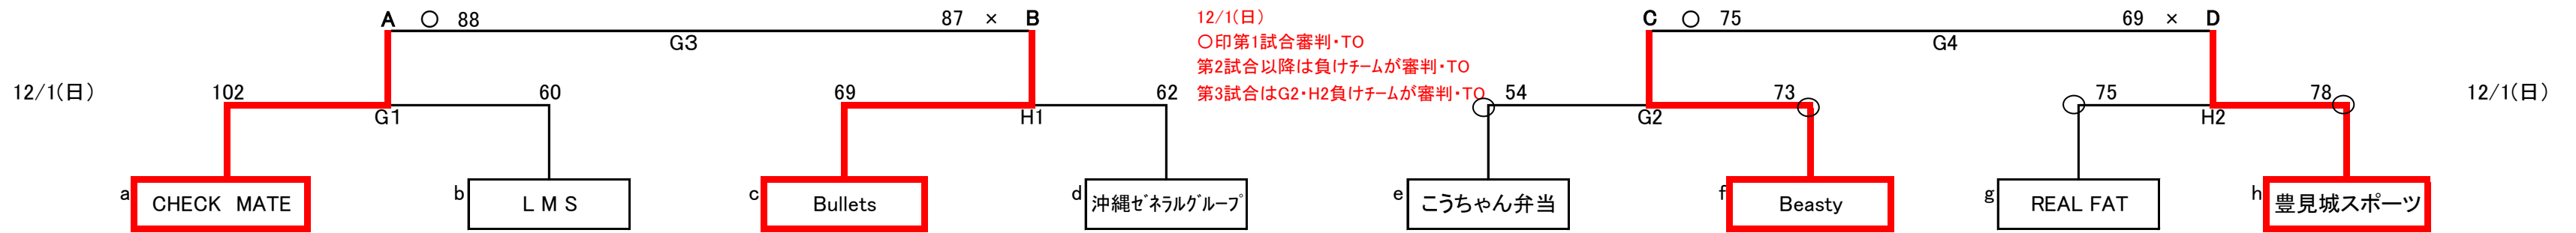 A ○ 88 87 × B
12/1(日)
C ○ 75 69 × D
G3
○印第1試合審判・TO
G4
第2試合以降は負けﾁｰﾑが審判・TO
12/1(日) 102 60 69 62
第3試合はG2・H2負けﾁｰﾑが審判・TO
54 73 75 78 12/1(日)
G1 H1 G2 H2
a CHECK MATE b L M S c Bullets d 沖縄ｾﾞﾈﾗﾙｸﾞﾙｰﾌﾟ e こうちゃん弁当 f Beasty g REAL FAT h 豊見城スポーツ